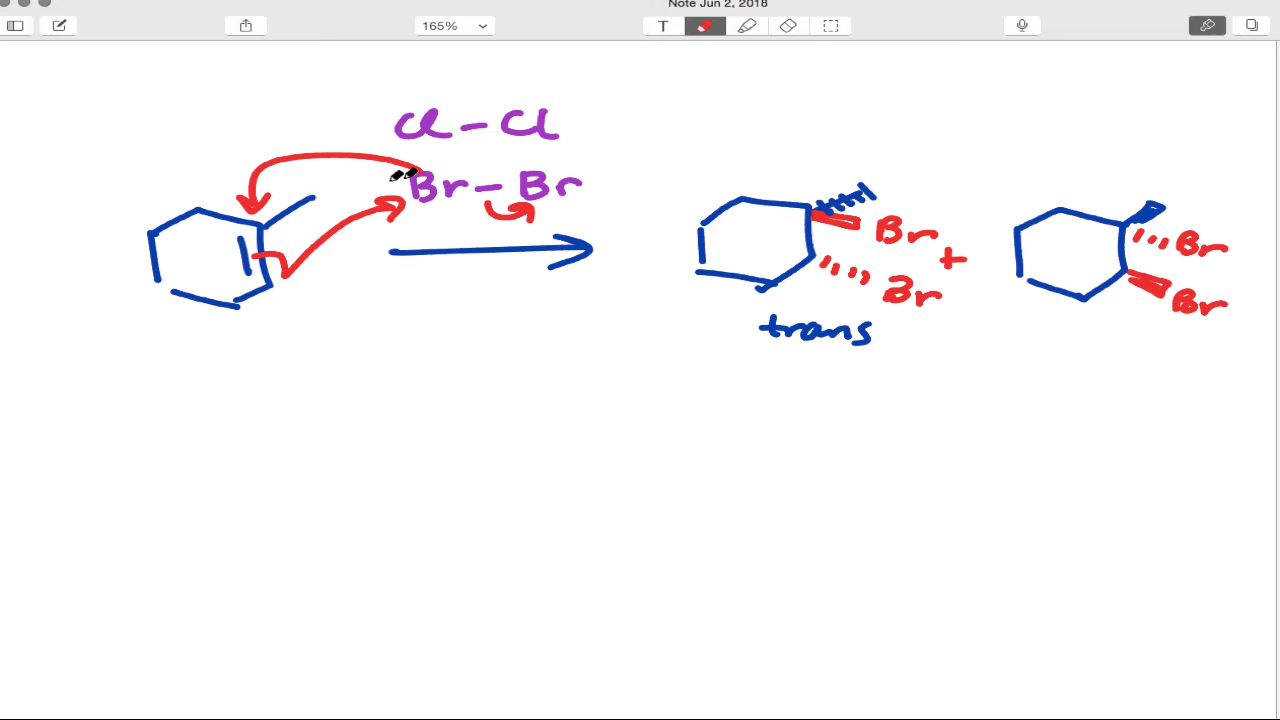 Note Jun 2, 2018
165%
T
Cl - Cl
Br - Br
Br
Br
+
Br
Br
trans